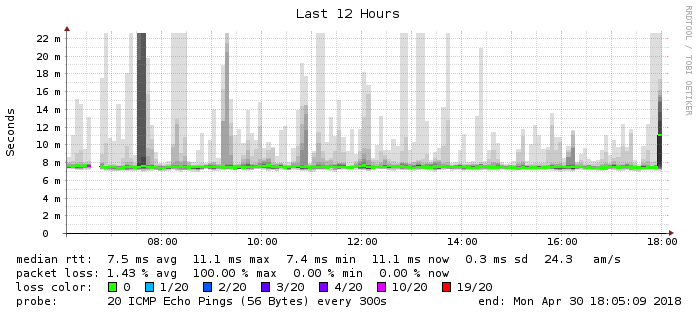 Last 12 Hours
RRDTOOL / TOBI OETIKER
Seconds
22 m
20 m
18 m
16 m
14 m
12 m
10 m
8 m
6 m
4 m
2 m
0
08:00 10:00 12:00 14:00 16:00 18:00
median rtt: 7.5 ms avg 11.1 ms max 7.4 ms min 11.1 ms now 0.3 ms sd 24.3 am/s
packet loss: 1.43 % avg 100.00 % max 0.00 % min 0.00 % now
loss color: 0 1/20 2/20 3/20 4/20 10/20 19/20
probe: 20 ICMP Echo Pings (56 Bytes) every 300s end: Mon Apr 30 18:05:09 2018